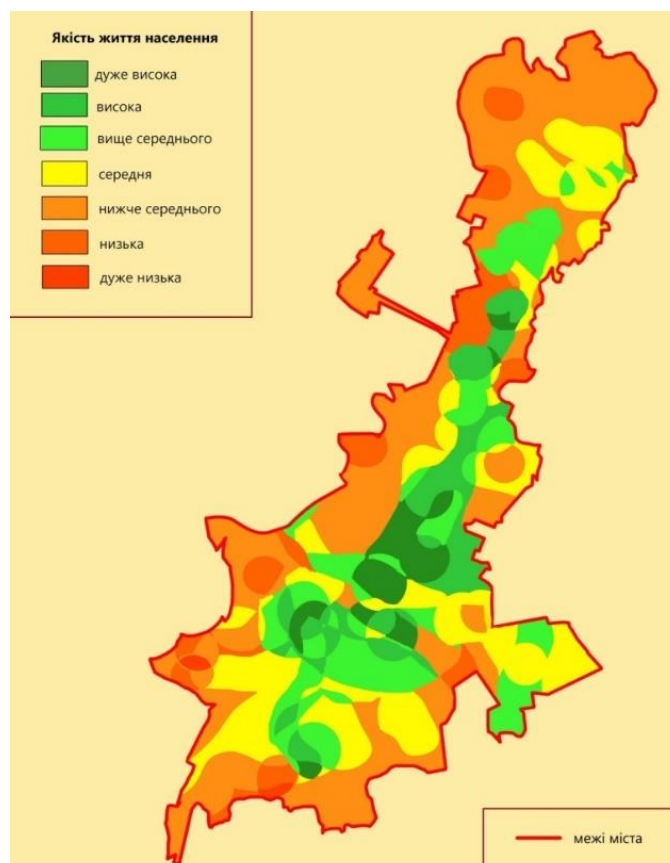 Якість життя населення
дуже висока
висока
вище середнього
середня
нижче середнього
низька
дуже низька
межі міста